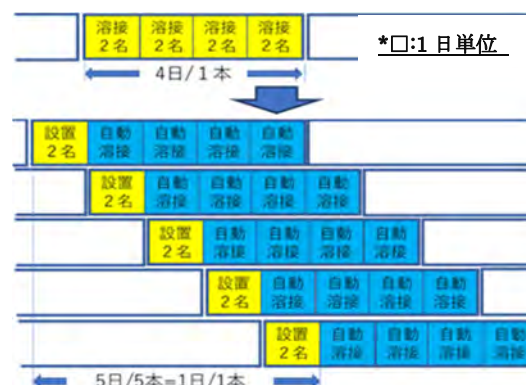 溶接 溶接 溶接 溶接
2名 2名 2名 2名
*□:1日単位
4日/1本
設置 自動 自動 自動 自動
2名 溶接 溶接 溶接 溶接
設置 自動 自動 自動 自動
2名 溶接 溶接 溶接 溶接
設置 自動 自動 自動 自動
2名 溶接 溶接 溶接 溶接
設置 自動 自動 自動 自動
2名 溶接 溶接 溶接 溶接
設置 自動 自動 自動 自動
2名 溶接 溶接 溶接 溶接
5日/5本=1日/1本